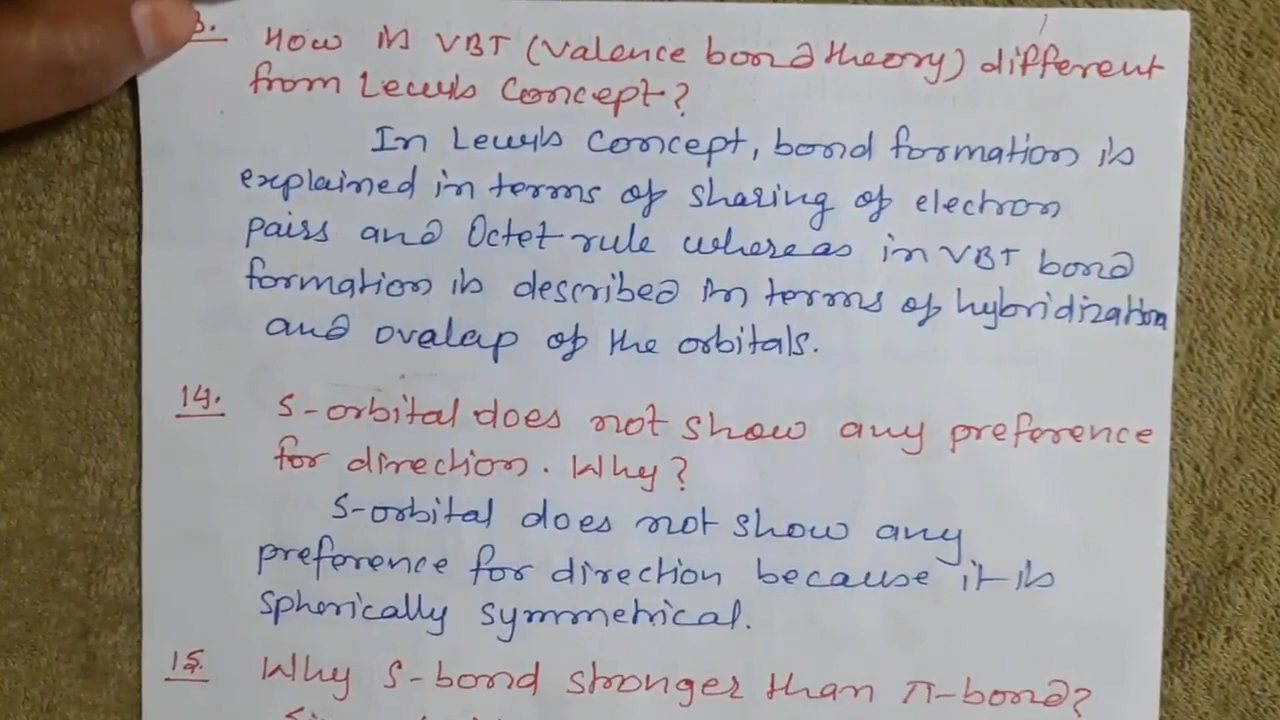 3. How is VBT (Valence bond theory) different
from Lewis Concept?
In Lewis Concept, bond formation is
explained in terms of sharing of electron
pairs and Octet rule whereas in VBT bond
formation is described in terms of hybridization
and ovalap of the orbitals.
14. S-orbital does not show any preference
for direction. Why?
S-orbital does not show any
preference for direction because it is
spherically symmetrical.
15. Why S-bond stronger than π-bond?